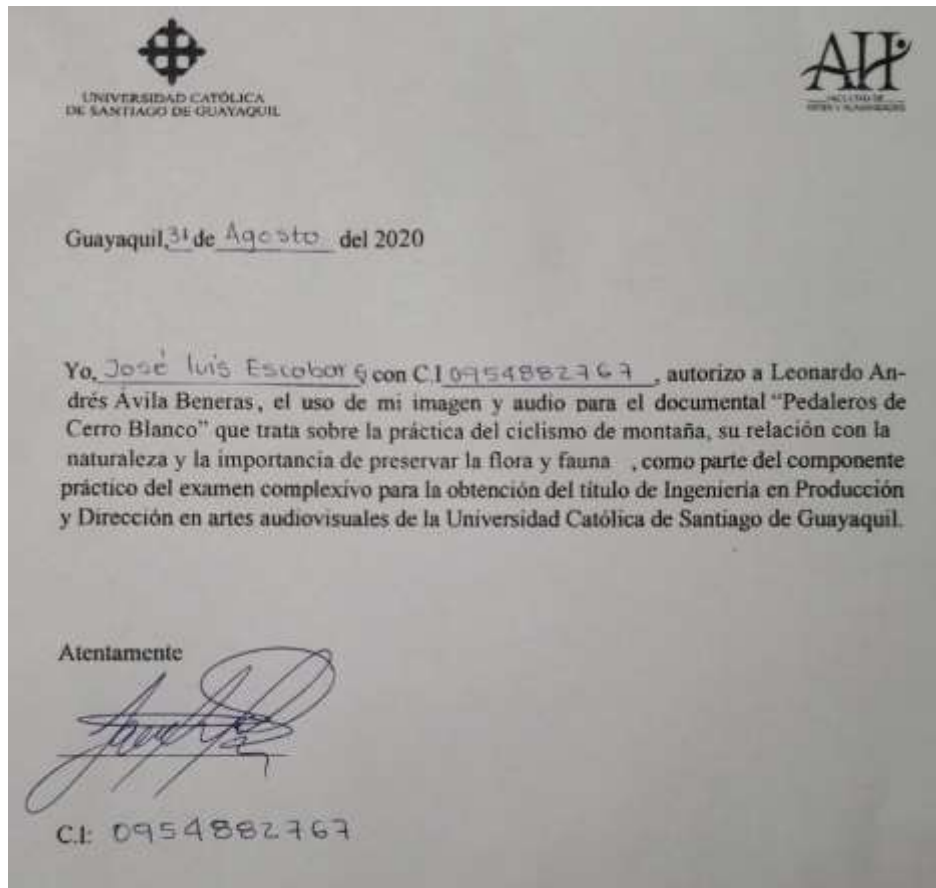 UNIVERSIDAD CATÓLICA
DE SANTIAGO DE GUAYAQUIL
AH
FACULTAD DE
ARTES Y HUMANIDADES
Guayaquil, 31 de Agosto del 2020
Yo, José luis Escobar G con C.I 0954882767 , autorizo a Leonardo An-
drés Ávila Beneras, el uso de mi imagen y audio para el documental “Pedaleros de
Cerro Blanco” que trata sobre la práctica del ciclismo de montaña, su relación con la
naturaleza y la importancia de preservar la flora y fauna , como parte del componente
práctico del examen complexivo para la obtención del título de Ingeniería en Producción
y Dirección en artes audiovisuales de la Universidad Católica de Santiago de Guayaquil.
Atentamente
C.I: 0954882767